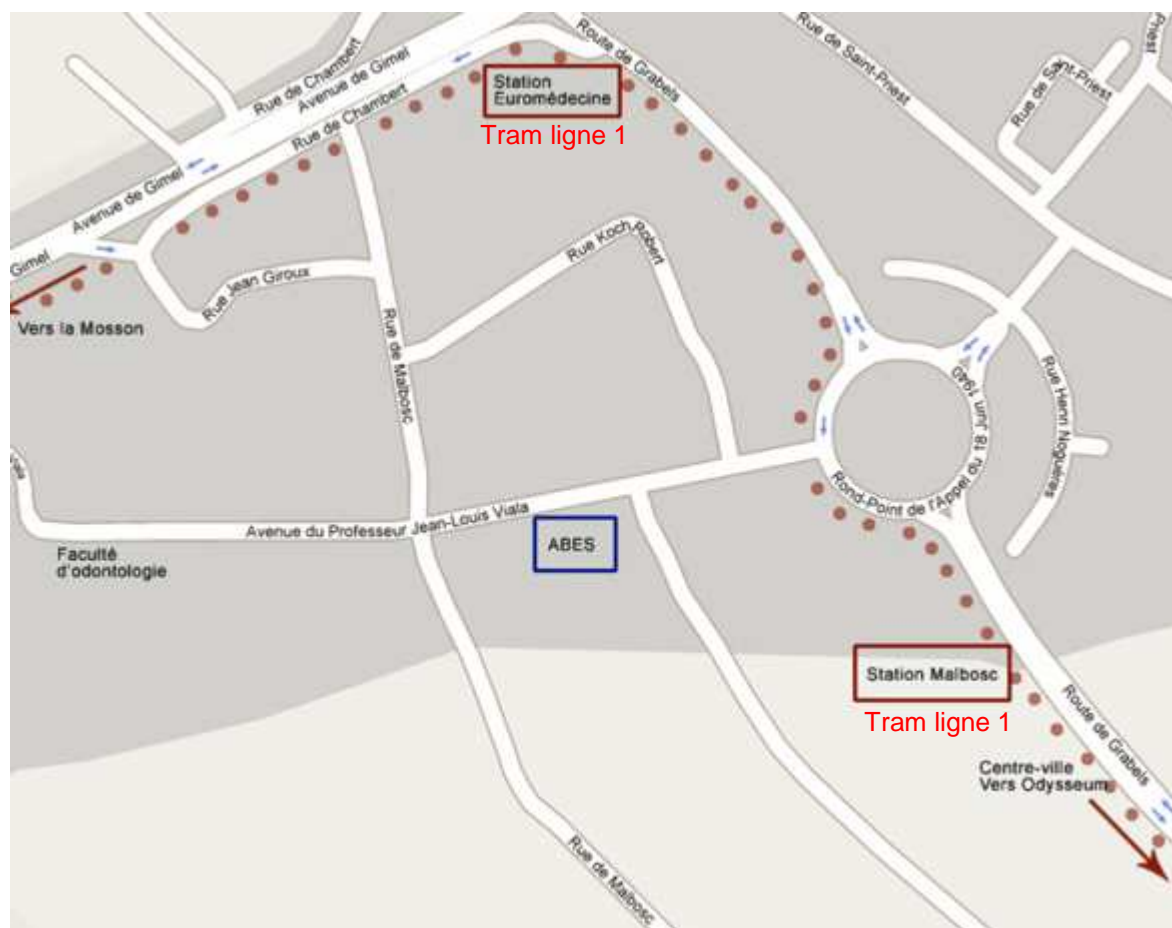 Rue de Chambert
Avenue de Gimel
Route de Grabels
Rue de Saint-Priest
Priest
Rue de Saint-Priest
Station
Euromédecine
Tram ligne 1
Rue de Chambert
Avenue de Gimel
Gimel
Rue Koch Robert
Rue Jean Giroux
Vers la Mosson
Rue de Malbosc
Rue Henri Noguères
Rond-Point de l'Appel du 18 Juin 1940
Viala
Avenue du Professeur Jean-Louis Viala
ABES
Faculté
d'odontologie
Station Malbosc
Tram ligne 1
Route de Grabels
Centre-ville
Vers Odysseum
Rue de Malbosc